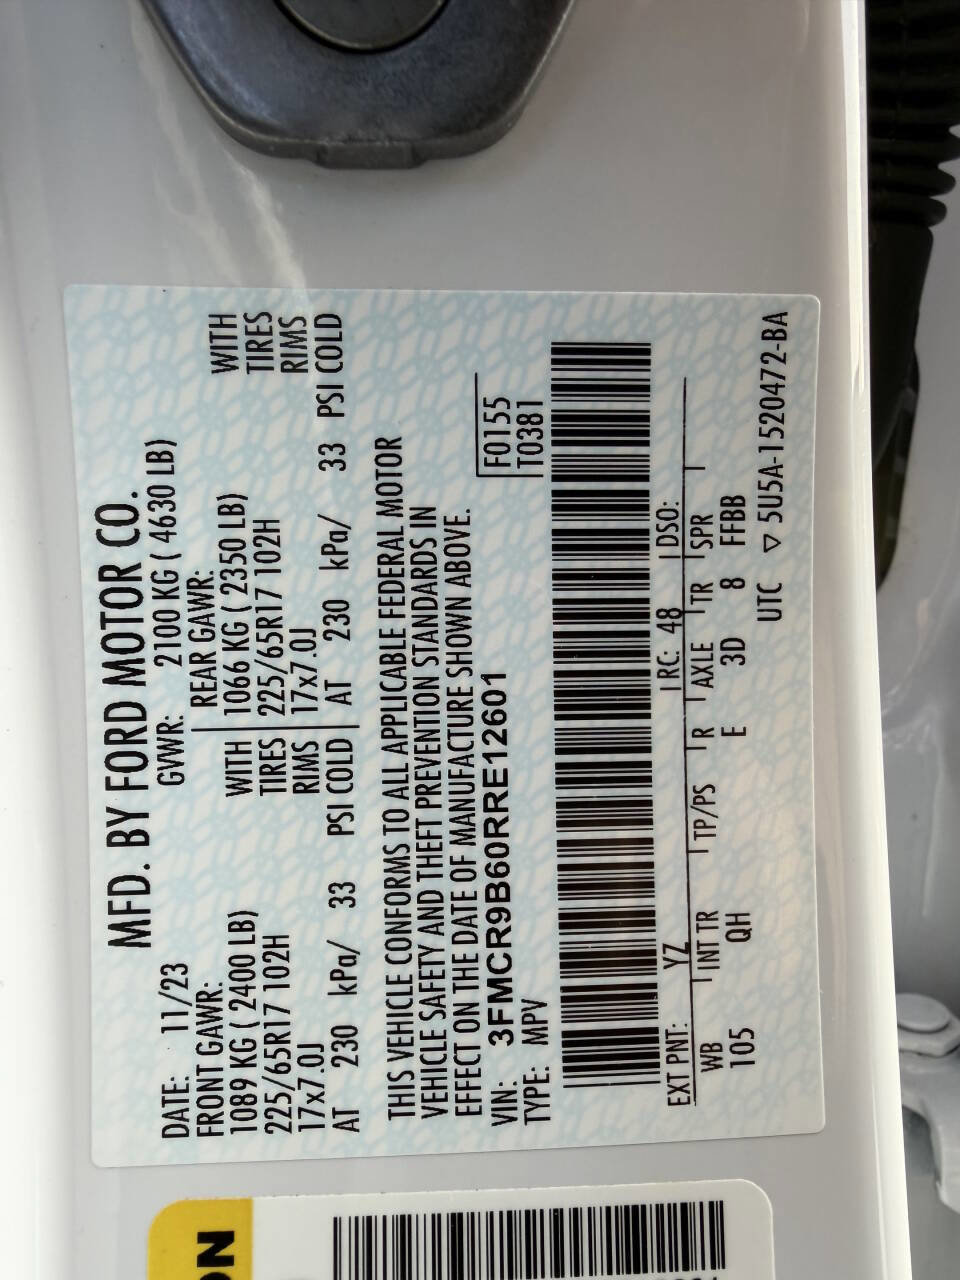 MFD. BY FORD MOTOR CO.
DATE: 11/23 GVWR: 2100 KG ( 4630 LB)
FRONT GAWR: REAR GAWR:
1089 KG ( 2400 LB) WITH 1066 KG ( 2350 LB) WITH
225/65R17 102H TIRES 225/65R17 102H TIRES
17x7.0J RIMS 17x7.0J RIMS
AT 230 kPa/ 33 PSI COLD AT 230 kPa/ 33 PSI COLD
THIS VEHICLE CONFORMS TO ALL APPLICABLE FEDERAL MOTOR
VEHICLE SAFETY AND THEFT PREVENTION STANDARDS IN
EFFECT ON THE DATE OF MANUFACTURE SHOWN ABOVE.
VIN: 3FMCR9B60RRE12601 F0155
TYPE: MPV T0381
EXT PNT: YZ RC: 48 DSO:
WB INT TR TP/PS R AXLE TR SPR
105 QH E 3D 8 FFBB
UTC ▽ 5U5A-1520472-BA